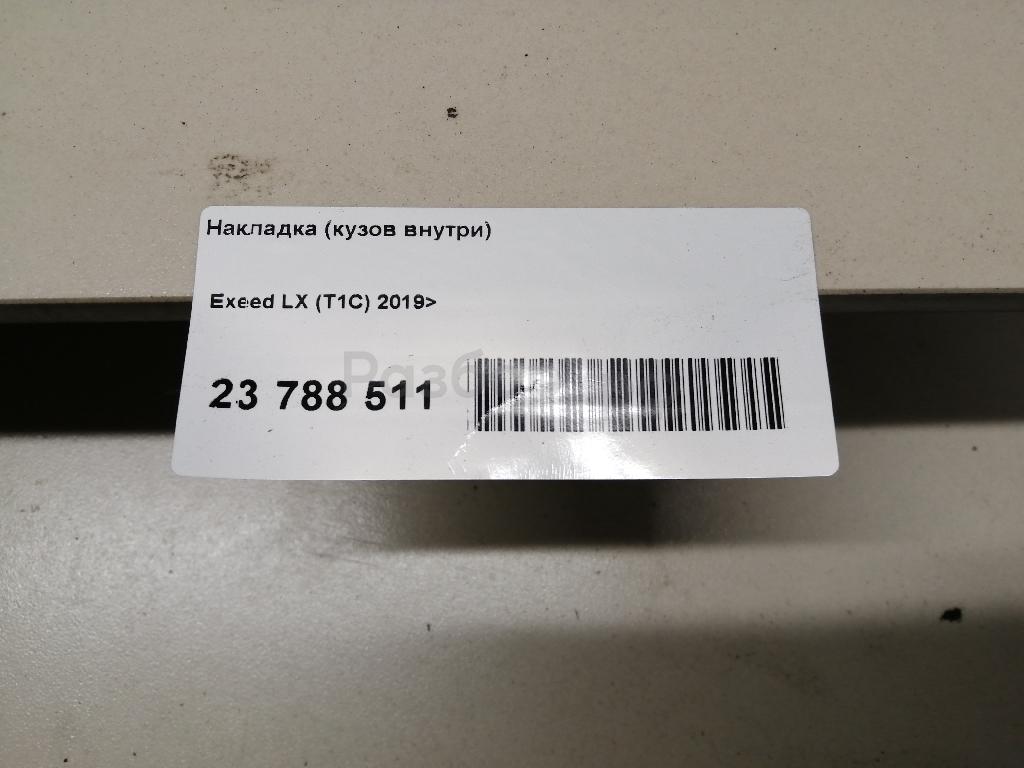 Накладка (кузов внутри)
Exeed LX (T1C) 2019>
23 788 511